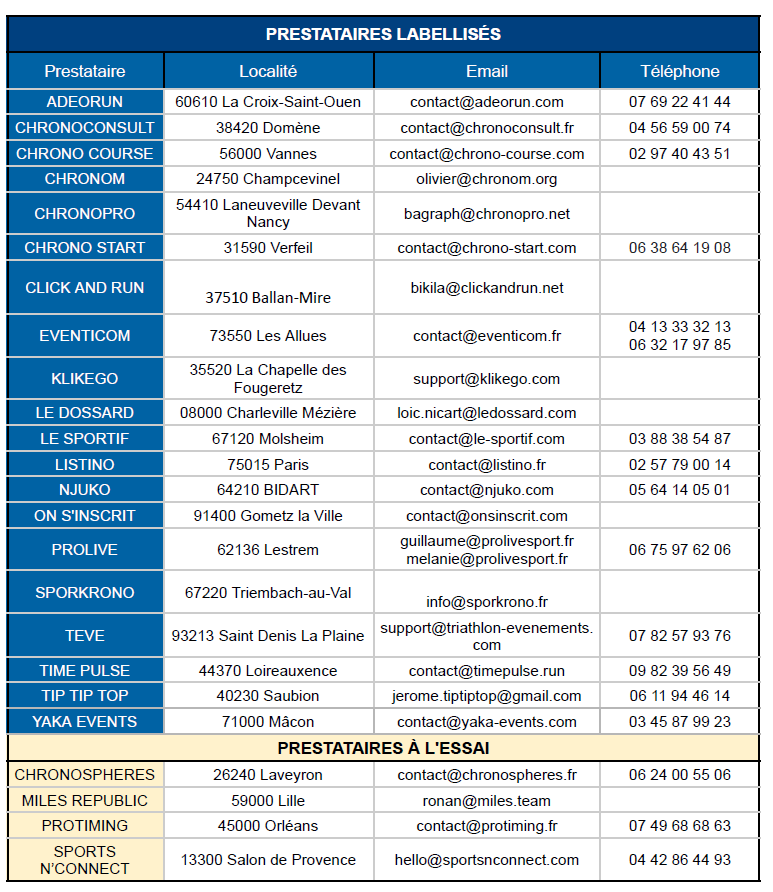 PRESTATAIRES LABELLISÉS
Prestataire Localité Email Téléphone
ADEORUN 60610 La Croix-Saint-Ouen contact@adeorun.com 07 69 22 41 44
CHRONOCONSULT 38420 Domène contact@chronoconsult.fr 04 56 59 00 74
CHRONO COURSE 56000 Vannes contact@chrono-course.com 02 97 40 43 51
CHRONOM 24750 Champcevinel olivier@chronom.org
CHRONOPRO 54410 Laneuveville Devant
Nancy bagraph@chronopro.net
CHRONO START 31590 Verfeil contact@chrono-start.com 06 38 64 19 08
CLICK AND RUN 37510 Ballan-Mire bikila@clickandrun.net
EVENTICOM 73550 Les Allues contact@eventicom.fr 04 13 33 32 13
06 32 17 97 85
KLIKEGO 35520 La Chapelle des
Fougeretz support@klikego.com
LE DOSSARD 08000 Charleville Mézière loic.nicart@ledossard.com
LE SPORTIF 67120 Molsheim contact@le-sportif.com 03 88 38 54 87
LISTINO 75015 Paris contact@listino.fr 02 57 79 00 14
NJUKO 64210 BIDART contact@njuko.com 05 64 14 05 01
ON S'INSCRIT 91400 Gometz la Ville contact@onsinscrit.com
PROLIVE 62136 Lestrem guillaume@prolivesport.fr
melanie@prolivesport.fr 06 75 97 62 06
SPORKRONO 67220 Triembach-au-Val info@sporkrono.fr
TEVE 93213 Saint Denis La Plaine support@triathlon-evenements.
com 07 82 57 93 76
TIME PULSE 44370 Loireauxence contact@timepulse.run 09 82 39 56 49
TIP TIP TOP 40230 Saubion jerome.tiptiptop@gmail.com 06 11 94 46 14
YAKA EVENTS 71000 Mâcon contact@yaka-events.com 03 45 87 99 23
PRESTATAIRES À L'ESSAI
CHRONOSPHERES 26240 Laveyron contact@chronospheres.fr 06 24 00 55 06
MILES REPUBLIC 59000 Lille ronan@miles.team
PROTIMING 45000 Orléans contact@protiming.fr 07 49 68 68 63
SPORTS
N’CONNECT 13300 Salon de Provence hello@sportsnconnect.com 04 42 86 44 93